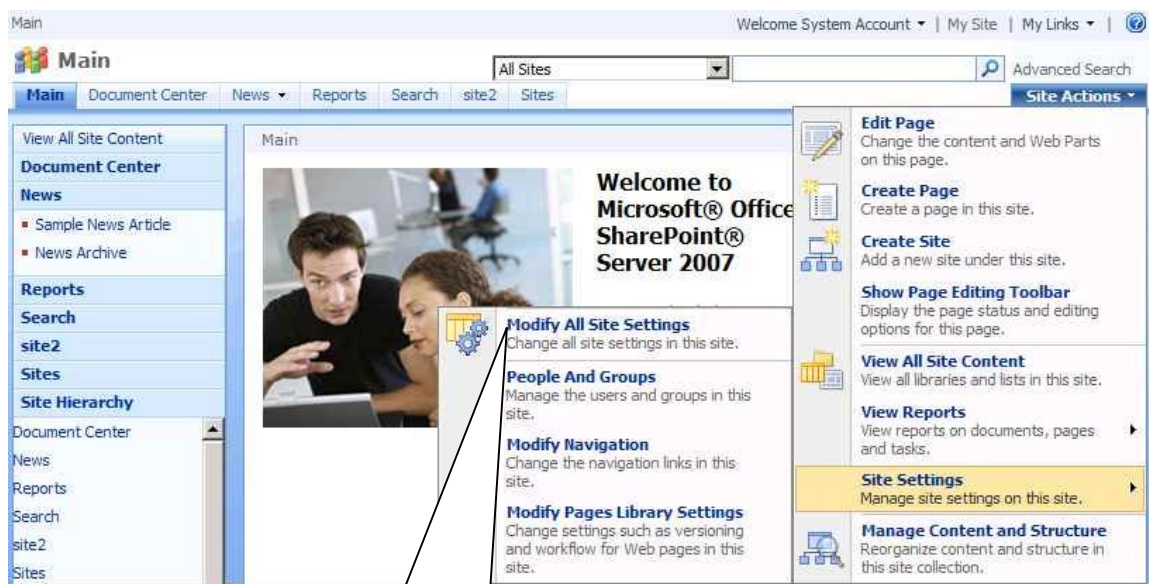 Main
Welcome System Account ▾ | My Site | My Links ▾ |
Main
All Sites
Advanced Search
Main Document Center News ▾ Reports Search site2 Sites
Site Actions ▾
View All Site Content
Document Center
News
Sample News Article
News Archive
Reports
Search
site2
Sites
Site Hierarchy
Document Center
News
Reports
Search
site2
Sites
Main
Welcome to
Microsoft® Office
SharePoint®
Server 2007
Modify All Site Settings
Change all site settings in this site.
People And Groups
Manage the users and groups in this
site.
Modify Navigation
Change the navigation links in this
site.
Modify Pages Library Settings
Change settings such as versioning
and workflow for Web pages in this
site.
Edit Page
Change the content and Web Parts
on this page.
Create Page
Create a page in this site.
Create Site
Add a new site under this site.
Show Page Editing Toolbar
Display the page status and editing
options for this page.
View All Site Content
View all libraries and lists in this site.
View Reports
View reports on documents, pages
and tasks.
Site Settings
Manage site settings on this site.
Manage Content and Structure
Reorganize content and structure in
this site collection.